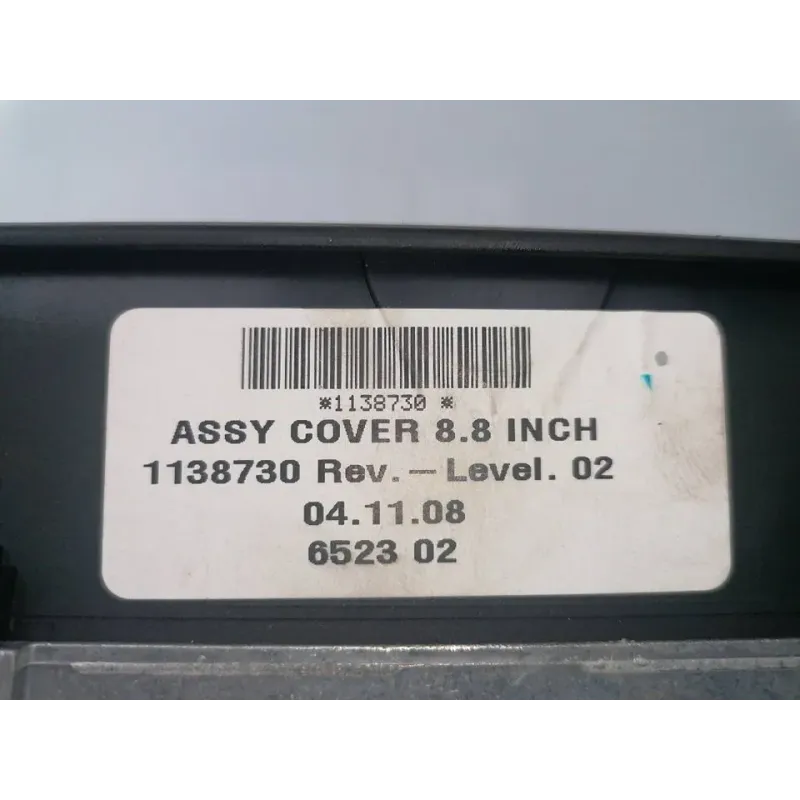 *1138730 *
ASSY COVER 8.8 INCH
1138730 Rev. – Level. 02
04.11.08
6523 02